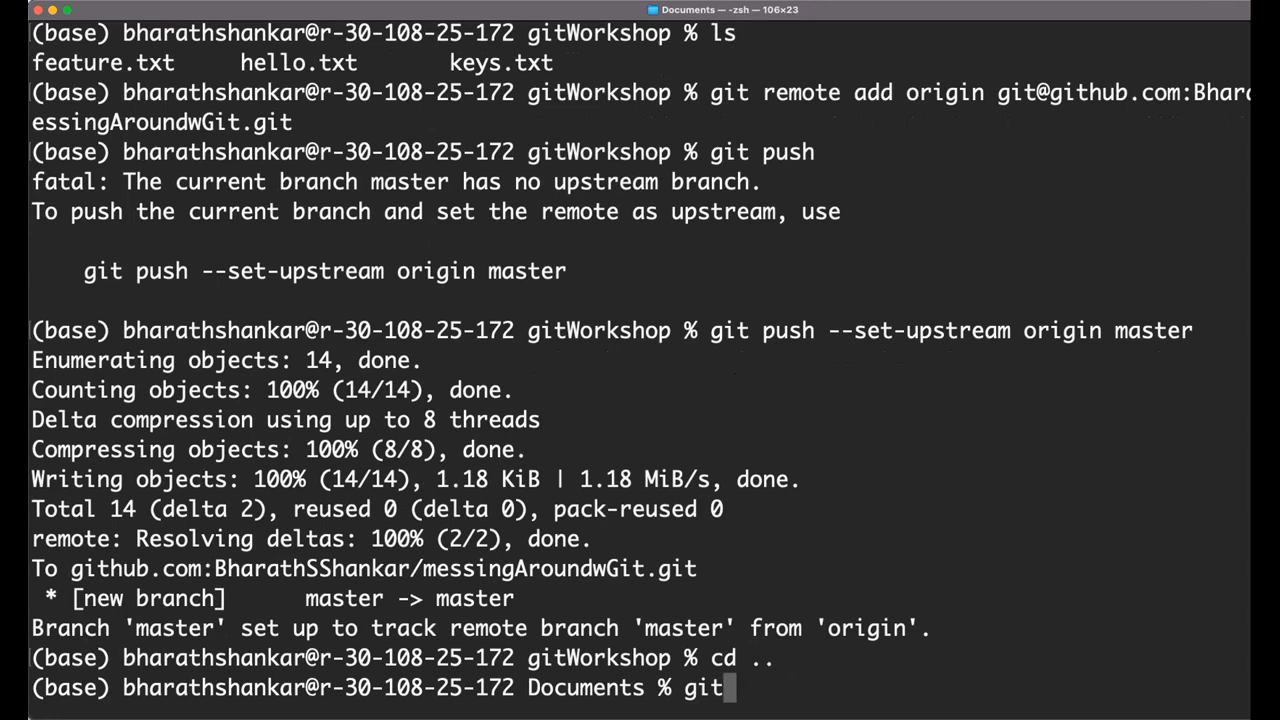 Documents — -zsh — 106×23
(base) bharathshankar@r-30-108-25-172 gitWorkshop % ls
feature.txt hello.txt keys.txt
(base) bharathshankar@r-30-108-25-172 gitWorkshop % git remote add origin git@github.com:Bhara
essingAroundwGit.git
(base) bharathshankar@r-30-108-25-172 gitWorkshop % git push
fatal: The current branch master has no upstream branch.
To push the current branch and set the remote as upstream, use
git push --set-upstream origin master
(base) bharathshankar@r-30-108-25-172 gitWorkshop % git push --set-upstream origin master
Enumerating objects: 14, done.
Counting objects: 100% (14/14), done.
Delta compression using up to 8 threads
Compressing objects: 100% (8/8), done.
Writing objects: 100% (14/14), 1.18 KiB | 1.18 MiB/s, done.
Total 14 (delta 2), reused 0 (delta 0), pack-reused 0
remote: Resolving deltas: 100% (2/2), done.
To github.com:BharathSShankar/messingAroundwGit.git
* [new branch] master -> master
Branch 'master' set up to track remote branch 'master' from 'origin'.
(base) bharathshankar@r-30-108-25-172 gitWorkshop % cd ..
(base) bharathshankar@r-30-108-25-172 Documents % git